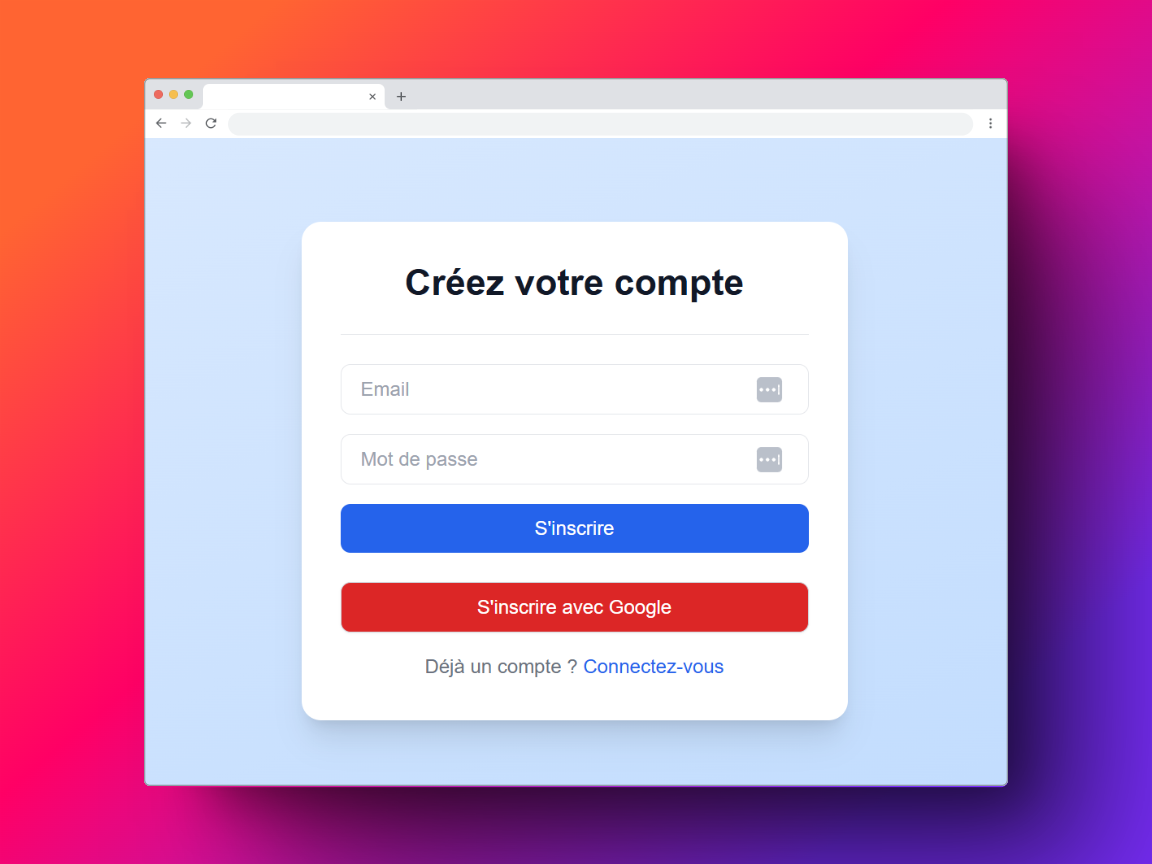 Créez votre compte
Email
Mot de passe
S'inscrire
S'inscrire avec Google
Déjà un compte ? Connectez-vous